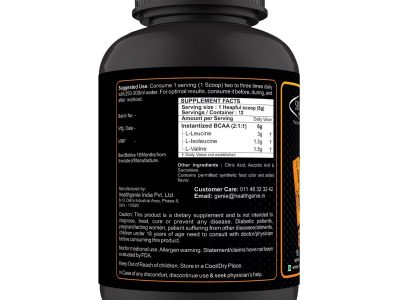 Suggested Use: Consume 1 serving (1 Scoop) two to three times daily
with 250-300ml water. For optimal results, consume it before, during, and
after workout.
SUPPLEMENT FACTS
Serving size : 1 Heapful scoop (8g)
Servings / Container : 12
Amount per Serving Daily Value
Instantized BCAA (2:1:1) 6g
-L-Leucine 3g †
-L-Isoleucine 1.5g †
-L-Valine 1.5g †
† Daily Value not established
Batch No -
Mfg. Date -
MRP -
Best Before 18 Months from
the date of Manufacture.
Other Ingredients : Citric Acid, Ascorbic Acid &
Sucralose.
Contains permitted synthetic food color and added
flavor.
Manufactured by:
Healthgenie India Pvt. Ltd.
Industrial Area, Phase-X,
Customer Care: 011 48 32 32 42
Email: genie@healthgenie.in
Caution: This product is a dietary supplement and is not intended to
diagnose, treat, cure or prevent any disease. Diabetic patients,
pregnant/lactating women, patient suffering from other diseases/ailments,
children under 18 years of age need to consult with doctor/physician
before consuming this product.
Not for medicinal use. Allergen warning. Statement/claims have not been
evaluated by FDA.
Keep Out of Reach of children. Store in a Cool/Dry Place.
In Case of any discomfort, discontinue use & seek physician's help.